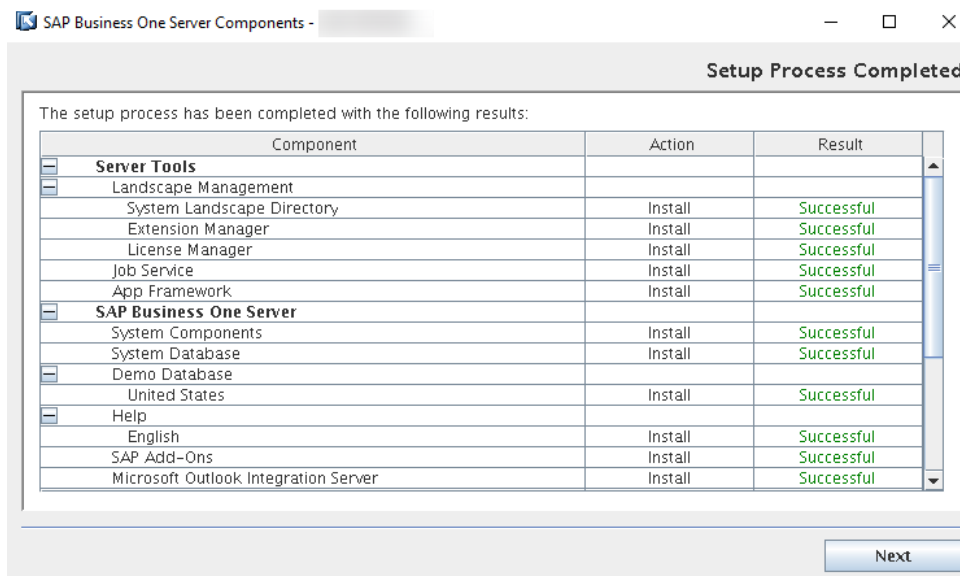 SAP Business One Server Components -
Setup Process Completed
The setup process has been completed with the following results:
Component Action Result
Server Tools
Landscape Management
System Landscape Directory Install Successful
Extension Manager Install Successful
License Manager Install Successful
Job Service Install Successful
App Framework Install Successful
SAP Business One Server
System Components Install Successful
System Database Install Successful
Demo Database
United States Install Successful
Help
English Install Successful
SAP Add-Ons Install Successful
Microsoft Outlook Integration Server Install Successful
Next